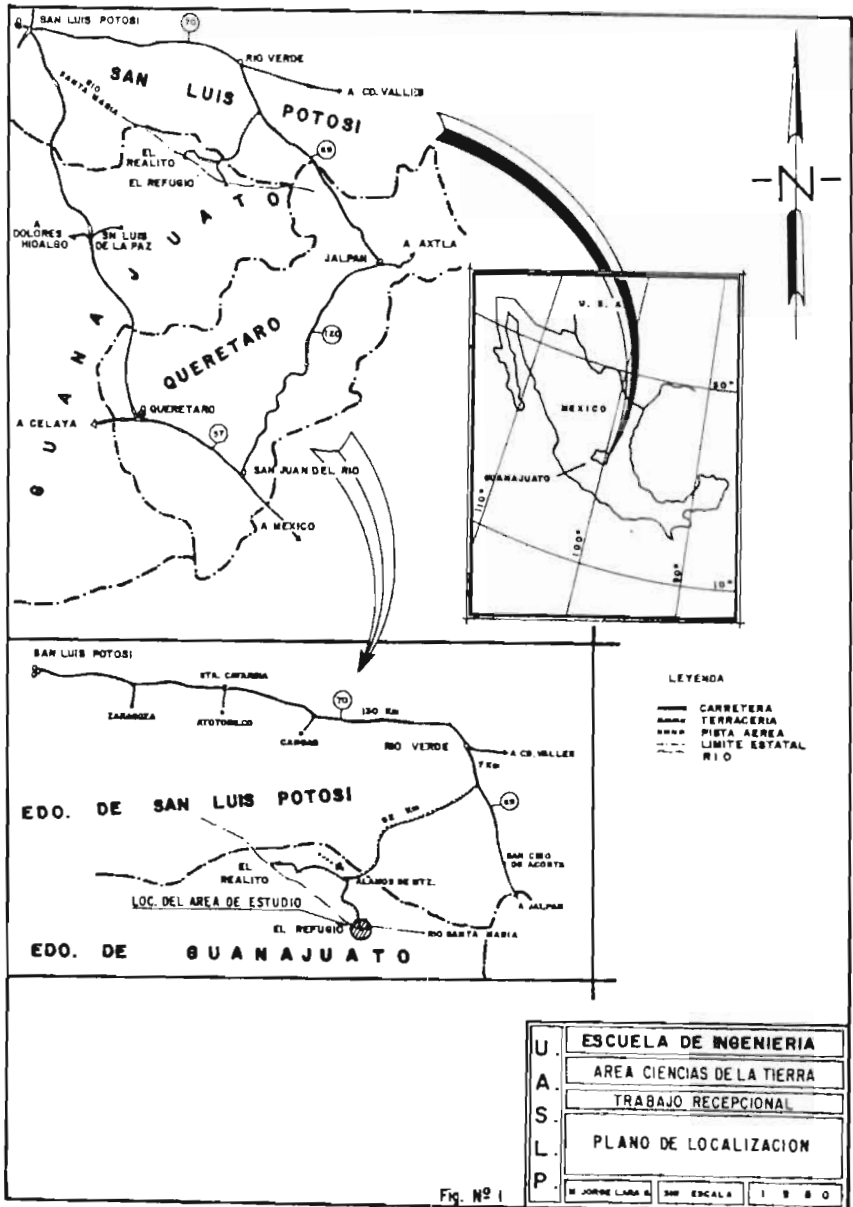 SAN LUIS POTOSI
70
RIO VERDE
SAN LUIS POTOSI
A CD. VALLES
RIO SANTA MARIA
EL REALITO
EL REFUGIO
69
A DOLORES HIDALGO
SN LUIS DE LA PAZ
GUANAJUATO
JALPAN
A AXTLA
120
QUERETARO
QUERETARO
A CELAYA
57
SAN JUAN DEL RIO
A MEXICO
N
U. S. A
MEXICO
GUANAJUATO
110°
100°
90°
10°
SAN LUIS POTOSI
STA. CATARINA
ZARAGOZA
ATOTONILCO
70
130 Km
RIO VERDE
A CD. VALLES
7 Km
69
EDO. DE SAN LUIS POTOSI
SAN CIRO DE ACOSTA
A JALPAN
EL REALITO
ALAMOS DE MTZ.
LOC. DEL AREA DE ESTUDIO
EL REFUGIO
RIO SANTA MARIA
EDO. DE GUANAJUATO
LEYENDA
CARRETERA
TERRACERIA
PISTA AEREA
LIMITE ESTATAL
RIO
U. A. S. L. P.
ESCUELA DE INGENIERIA
AREA CIENCIAS DE LA TIERRA
TRABAJO RECEPCIONAL
PLANO DE LOCALIZACION
M JORGE LARA
SIN ESCALA
Fig. Nº 1